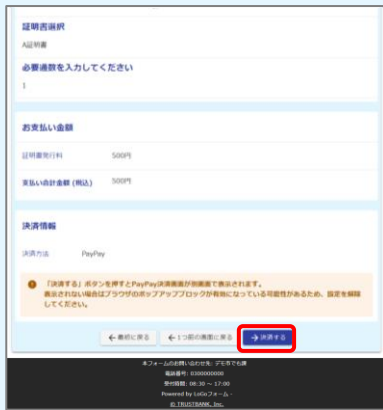 証明書選択
A証明書
必要通数を入力してください
1
お支払い金額
証明書発行料 500円
支払い合計金額 (税込) 500円
決済情報
決済方法 PayPay
「決済する」ボタンを押すとPayPay決済画面が別画面で表示されます。
表示されない場合はブラウザのポップアップブロックが有効になっている可能性があるため、設定を解除
してください。
←最初に戻る ←1つ前の画面に戻る →決済する
本フォームのお問い合わせ先: デモ市でも課
電話番号: 0300000000
受付時間: 08:30 ~ 17:00
Powered by LoGoフォーム -
© TRUSTBANK, Inc.